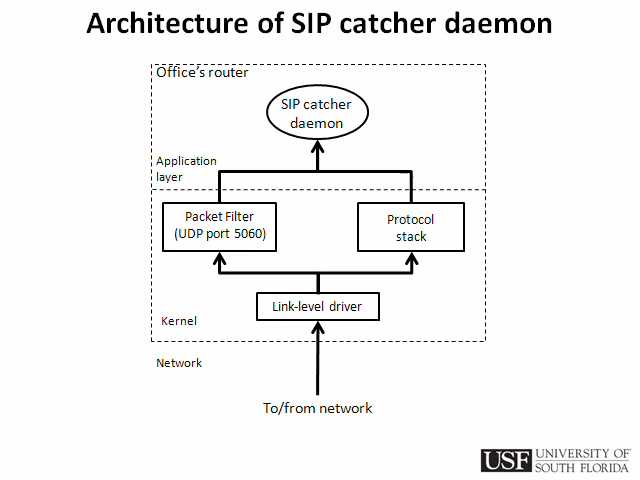 Architecture of SIP catcher daemon
Office's router
SIP catcher
daemon
Application
layer
Packet Filter
(UDP port 5060)
Protocol
stack
Link-level driver
Kernel
Network
To/from network
USF UNIVERSITY OF
SOUTH FLORIDA